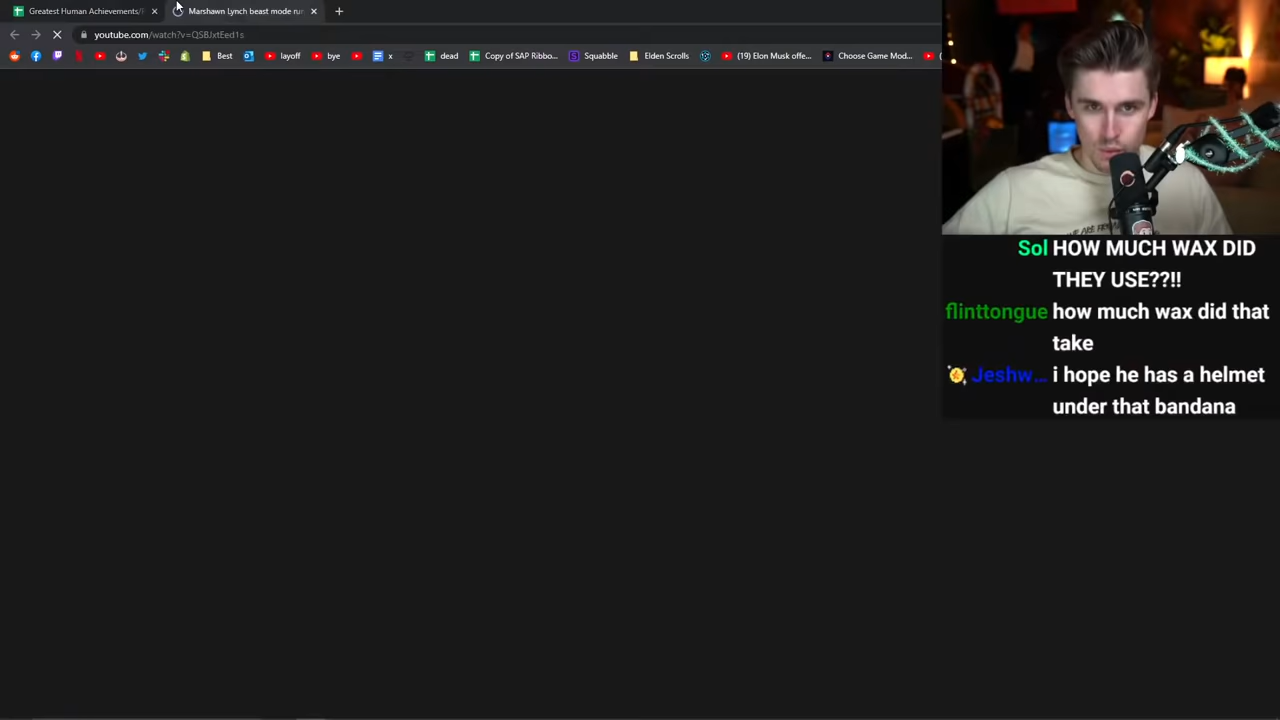 Greatest Human Achievements/
Marshawn Lynch beast mode run
youtube.com/watch?v=QSBJxtEed1s
Best
layoff
bye
x
dead
Copy of SAP Ribbo...
Squabble
Elden Scrolls
(19) Elon Musk offe...
Choose Game Mod...
Sol HOW MUCH WAX DID
THEY USE??!!
flinttongue how much wax did that
take
Jeshw... i hope he has a helmet
under that bandana